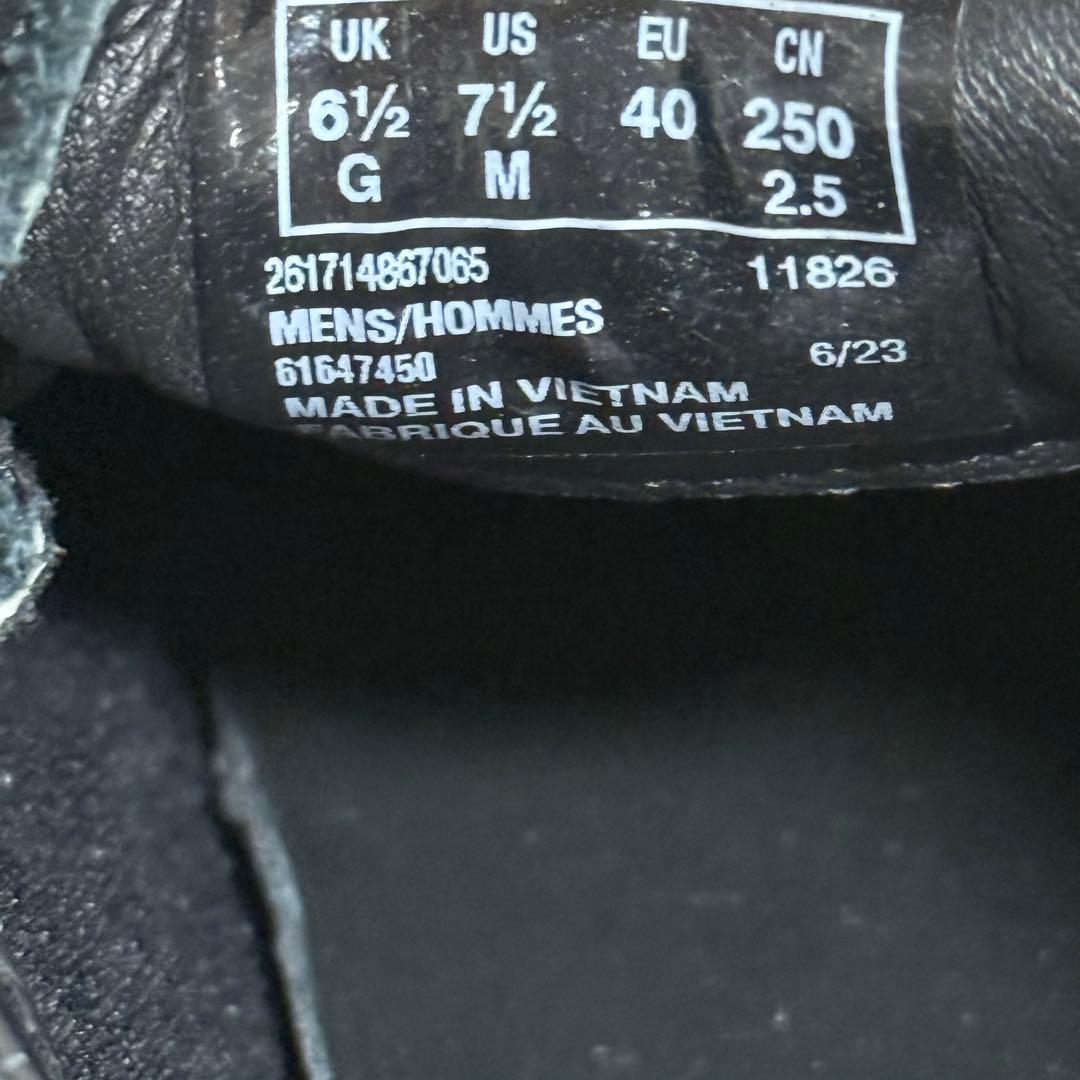 UK US EU CN
6½ 7½ 40 250
G M 2.5
261714867065 11826
MENS/HOMMES
61647450 6/23
MADE IN VIETNAM
FABRIQUE AU VIETNAM